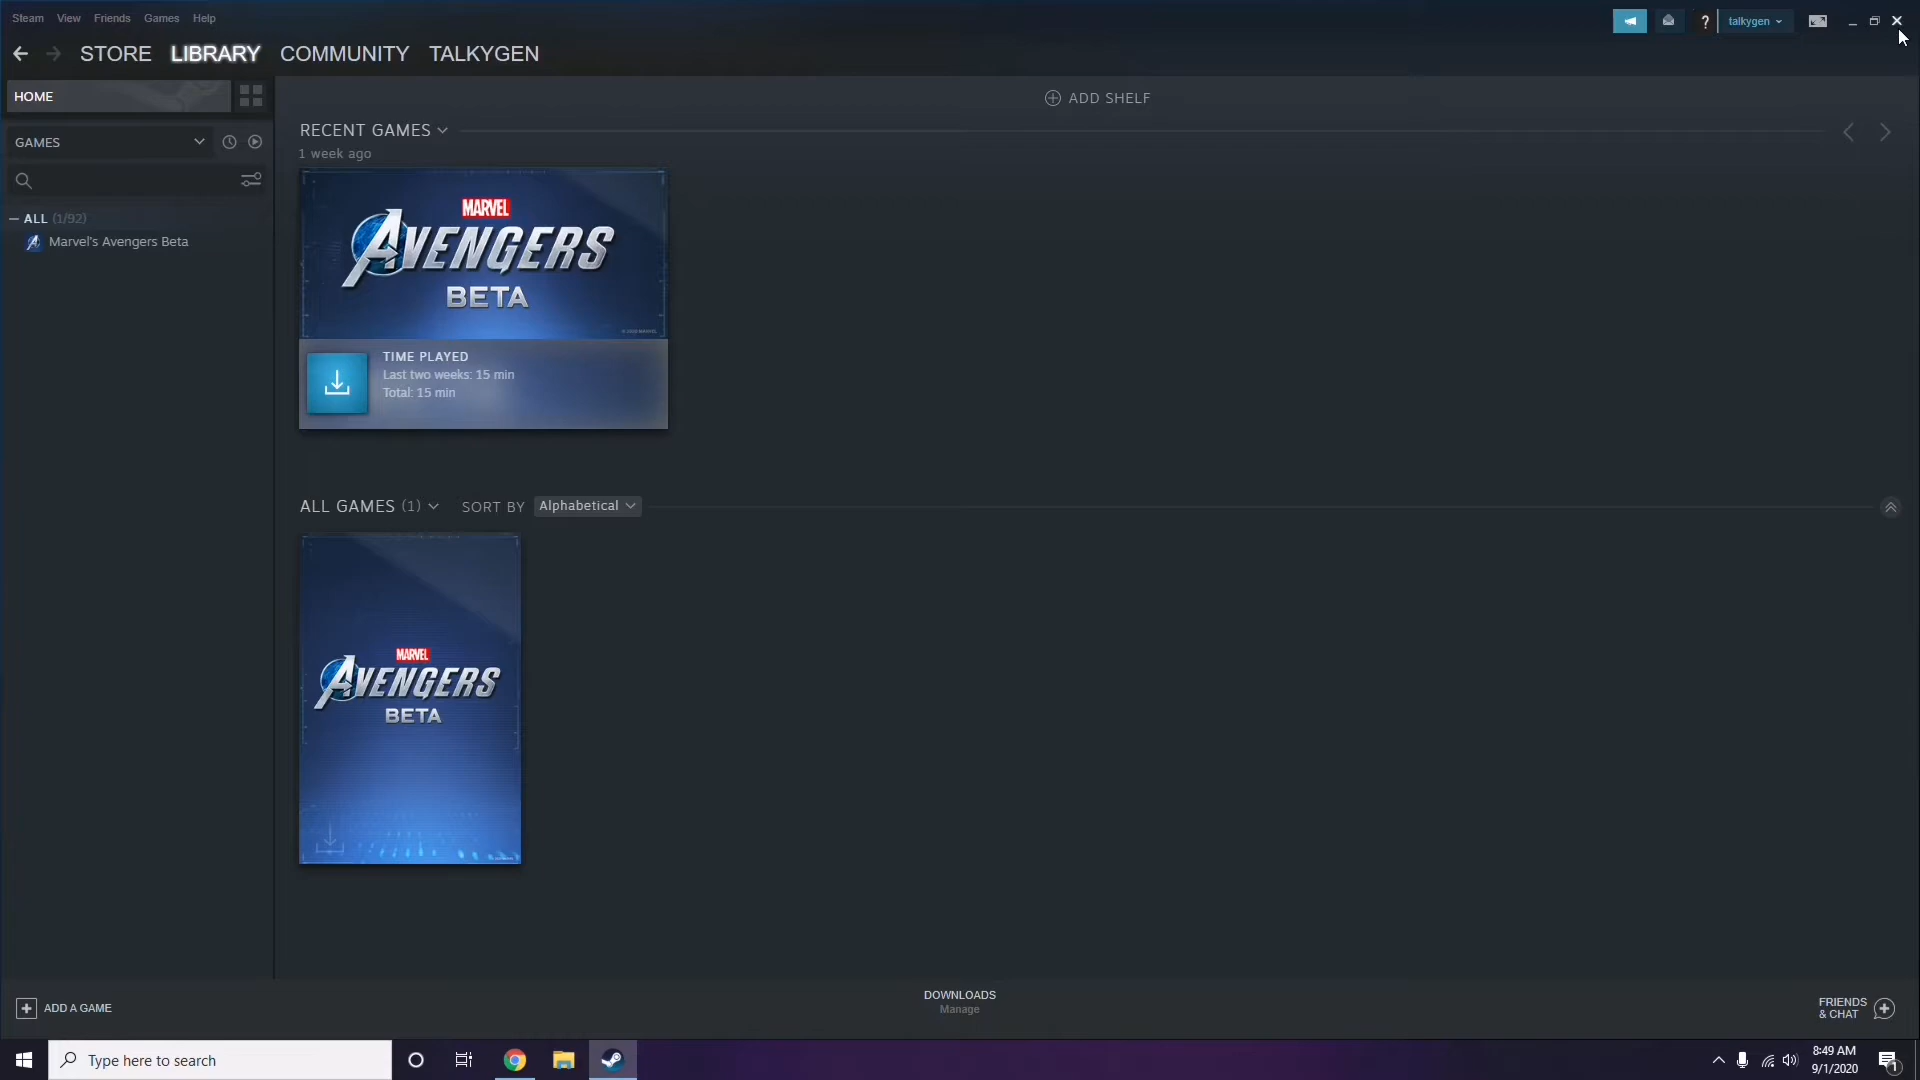 Steam View Friends Games Help
talkygen
STORE LIBRARY COMMUNITY TALKYGEN
HOME
ADD SHELF
GAMES
RECENT GAMES
1 week ago
ALL (1/92)
Marvel's Avengers Beta
MARVEL
AVENGERS
BETA
TIME PLAYED
Last two weeks: 15 min
Total: 15 min
ALL GAMES (1) SORT BY Alphabetical
MARVEL
AVENGERS
BETA
ADD A GAME
DOWNLOADS
Manage
FRIENDS
& CHAT
Type here to search
8:49 AM
9/1/2020
1